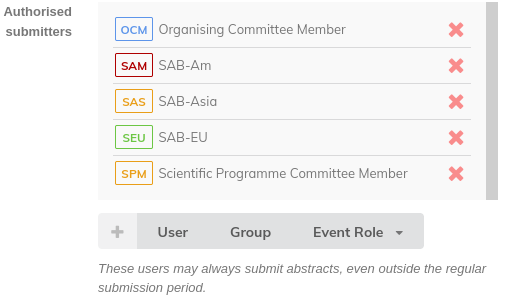 Authorised
submitters
OCM Organising Committee Member
SAM SAB-Am
SAS SAB-Asia
SEU SAB-EU
SPM Scientific Programme Committee Member
+ User Group Event Role
These users may always submit abstracts, even outside the regular
submission period.